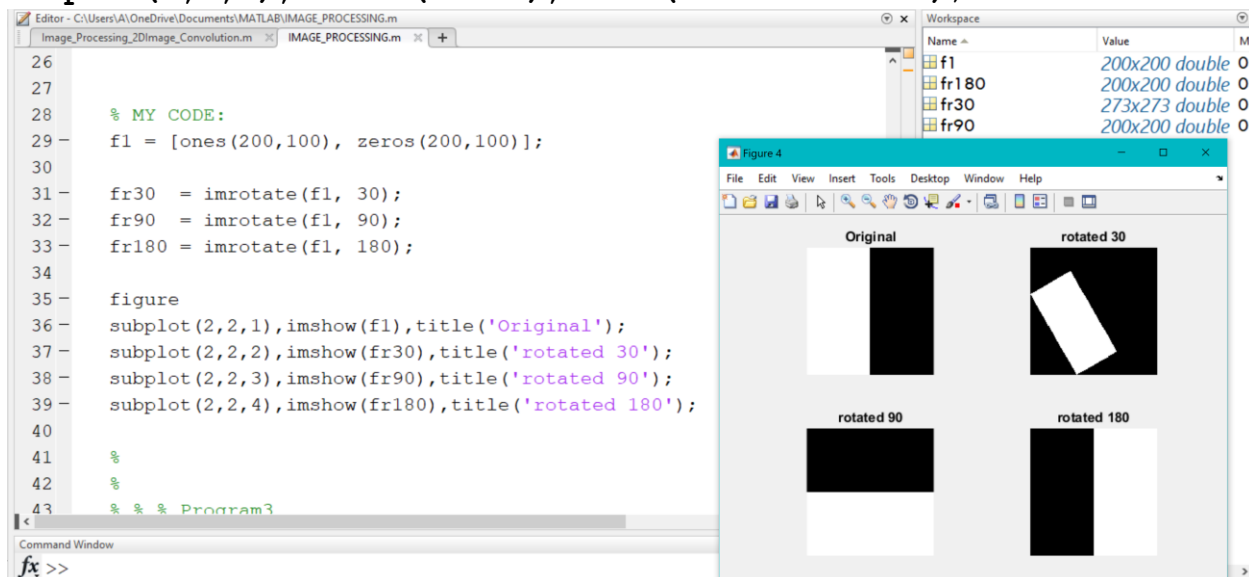 Editor - C:\Users\A\OneDrive\Documents\MATLAB\IMAGE_PROCESSING.m
Image_Processing_2DImage_Convolution.m × IMAGE_PROCESSING.m × +
26
27
28 % MY CODE:
29 - f1 = [ones(200,100), zeros(200,100)];
30
31 - fr30 = imrotate(f1, 30);
32 - fr90 = imrotate(f1, 90);
33 - fr180 = imrotate(f1, 180);
34
35 - figure
36 - subplot(2,2,1),imshow(f1),title('Original');
37 - subplot(2,2,2),imshow(fr30),title('rotated 30');
38 - subplot(2,2,3),imshow(fr90),title('rotated 90');
39 - subplot(2,2,4),imshow(fr180),title('rotated 180');
40
41 %
42 %
43 % % % Program3
Command Window
fx >>
Workspace
Name Value M
f1 200x200 double 0
fr180 200x200 double 0
fr30 273x273 double 0
fr90 200x200 double 0
Figure 4
File Edit View Insert Tools Desktop Window Help
Original
rotated 30
rotated 90
rotated 180